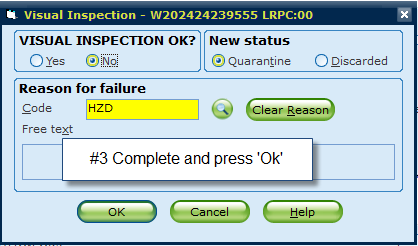 Visual Inspection - W202424239555 LRPC:00
VISUAL INSPECTION OK?
Yes No
New status
Quarantine Discarded
Reason for failure
Code HZD Clear Reason
Free text
#3 Complete and press 'Ok'
OK Cancel Help